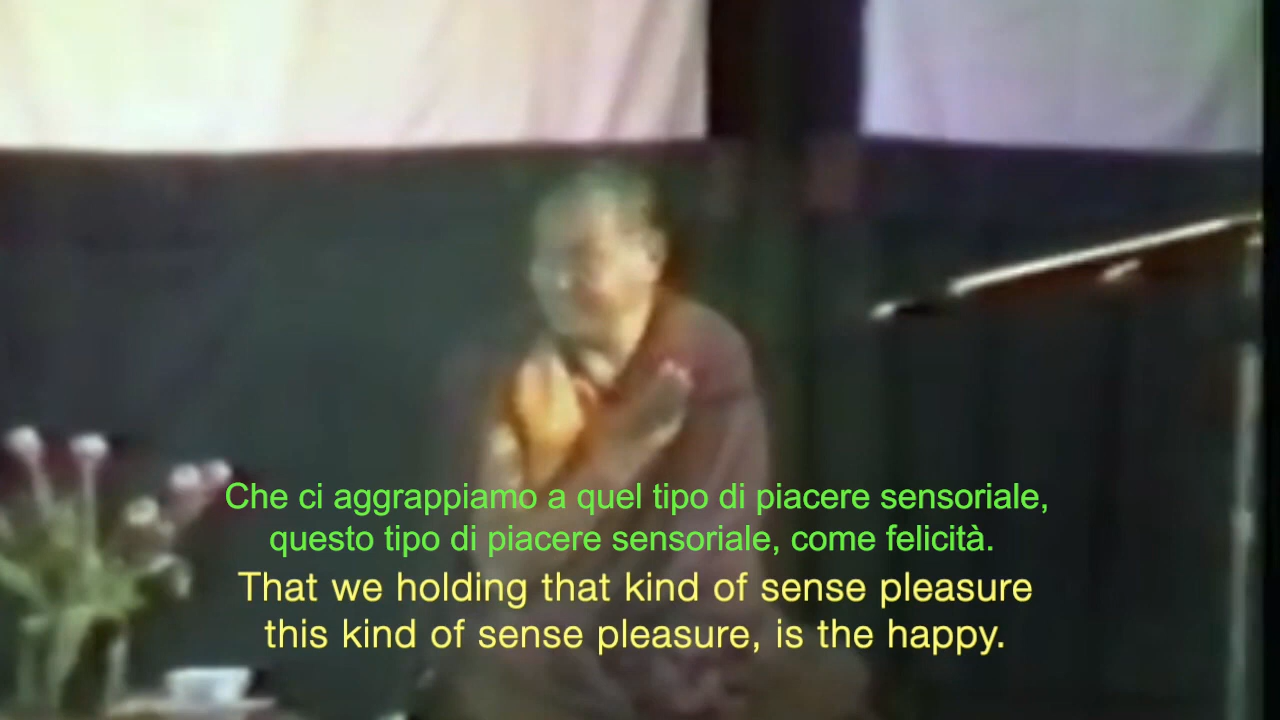 Che ci aggrappiamo a quel tipo di piacere sensoriale,
questo tipo di piacere sensoriale, come felicità.
That we holding that kind of sense pleasure
this kind of sense pleasure, is the happy.